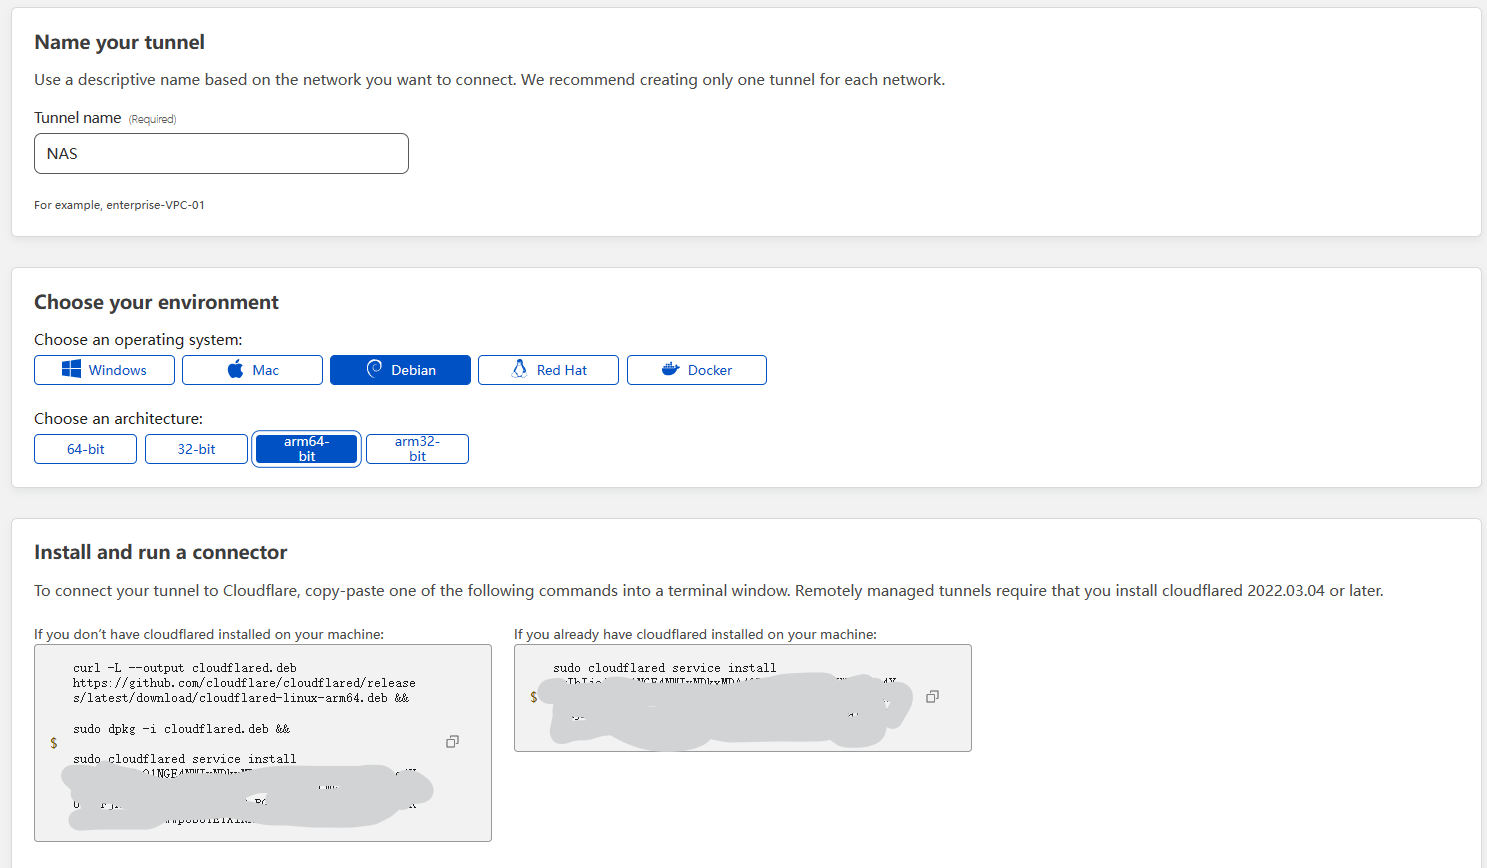 Name your tunnel
Use a descriptive name based on the network you want to connect. We recommend creating only one tunnel for each network.
Tunnel name (Required)
NAS
For example, enterprise-VPC-01
Choose your environment
Choose an operating system:
Windows
Mac
Debian
Red Hat
Docker
Choose an architecture:
64-bit
32-bit
arm64-
bit
arm32-
bit
Install and run a connector
To connect your tunnel to Cloudflare, copy-paste one of the following commands into a terminal window. Remotely managed tunnels require that you install cloudflared 2022.03.04 or later.
If you don’t have cloudflared installed on your machine:
$
curl -L --output cloudflared.deb
https://github.com/cloudflare/cloudflared/release
s/latest/download/cloudflared-linux-arm64.deb &&
sudo dpkg -i cloudflared.deb &&
sudo cloudflared service install
If you already have cloudflared installed on your machine:
$
sudo cloudflared service install